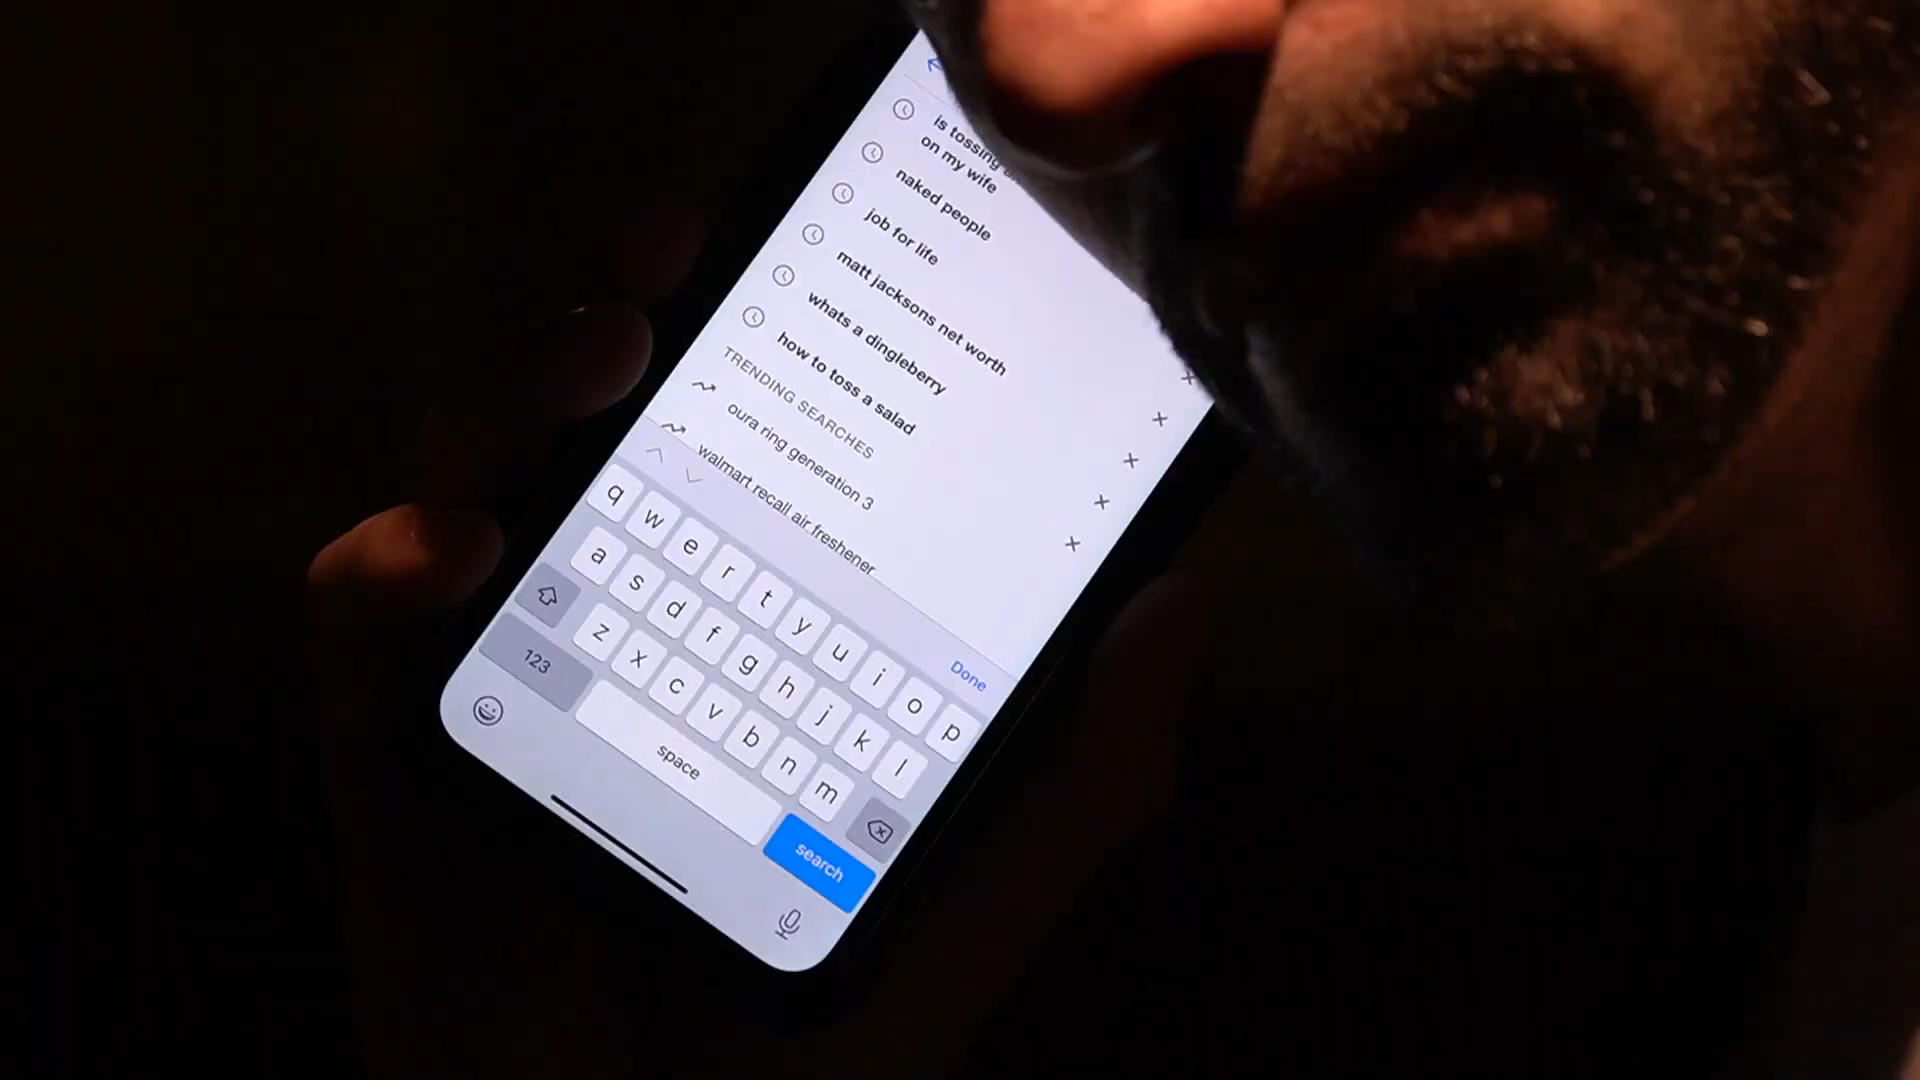 is tossing
on my wife
naked people
job for life
matt jacksons net worth
whats a dingleberry
how to toss a salad
TRENDING SEARCHES
oura ring generation 3
walmart recall air freshener
Done
q w e r t y u i o p
a s d f g h j k l
z x c v b n m
123
space
search